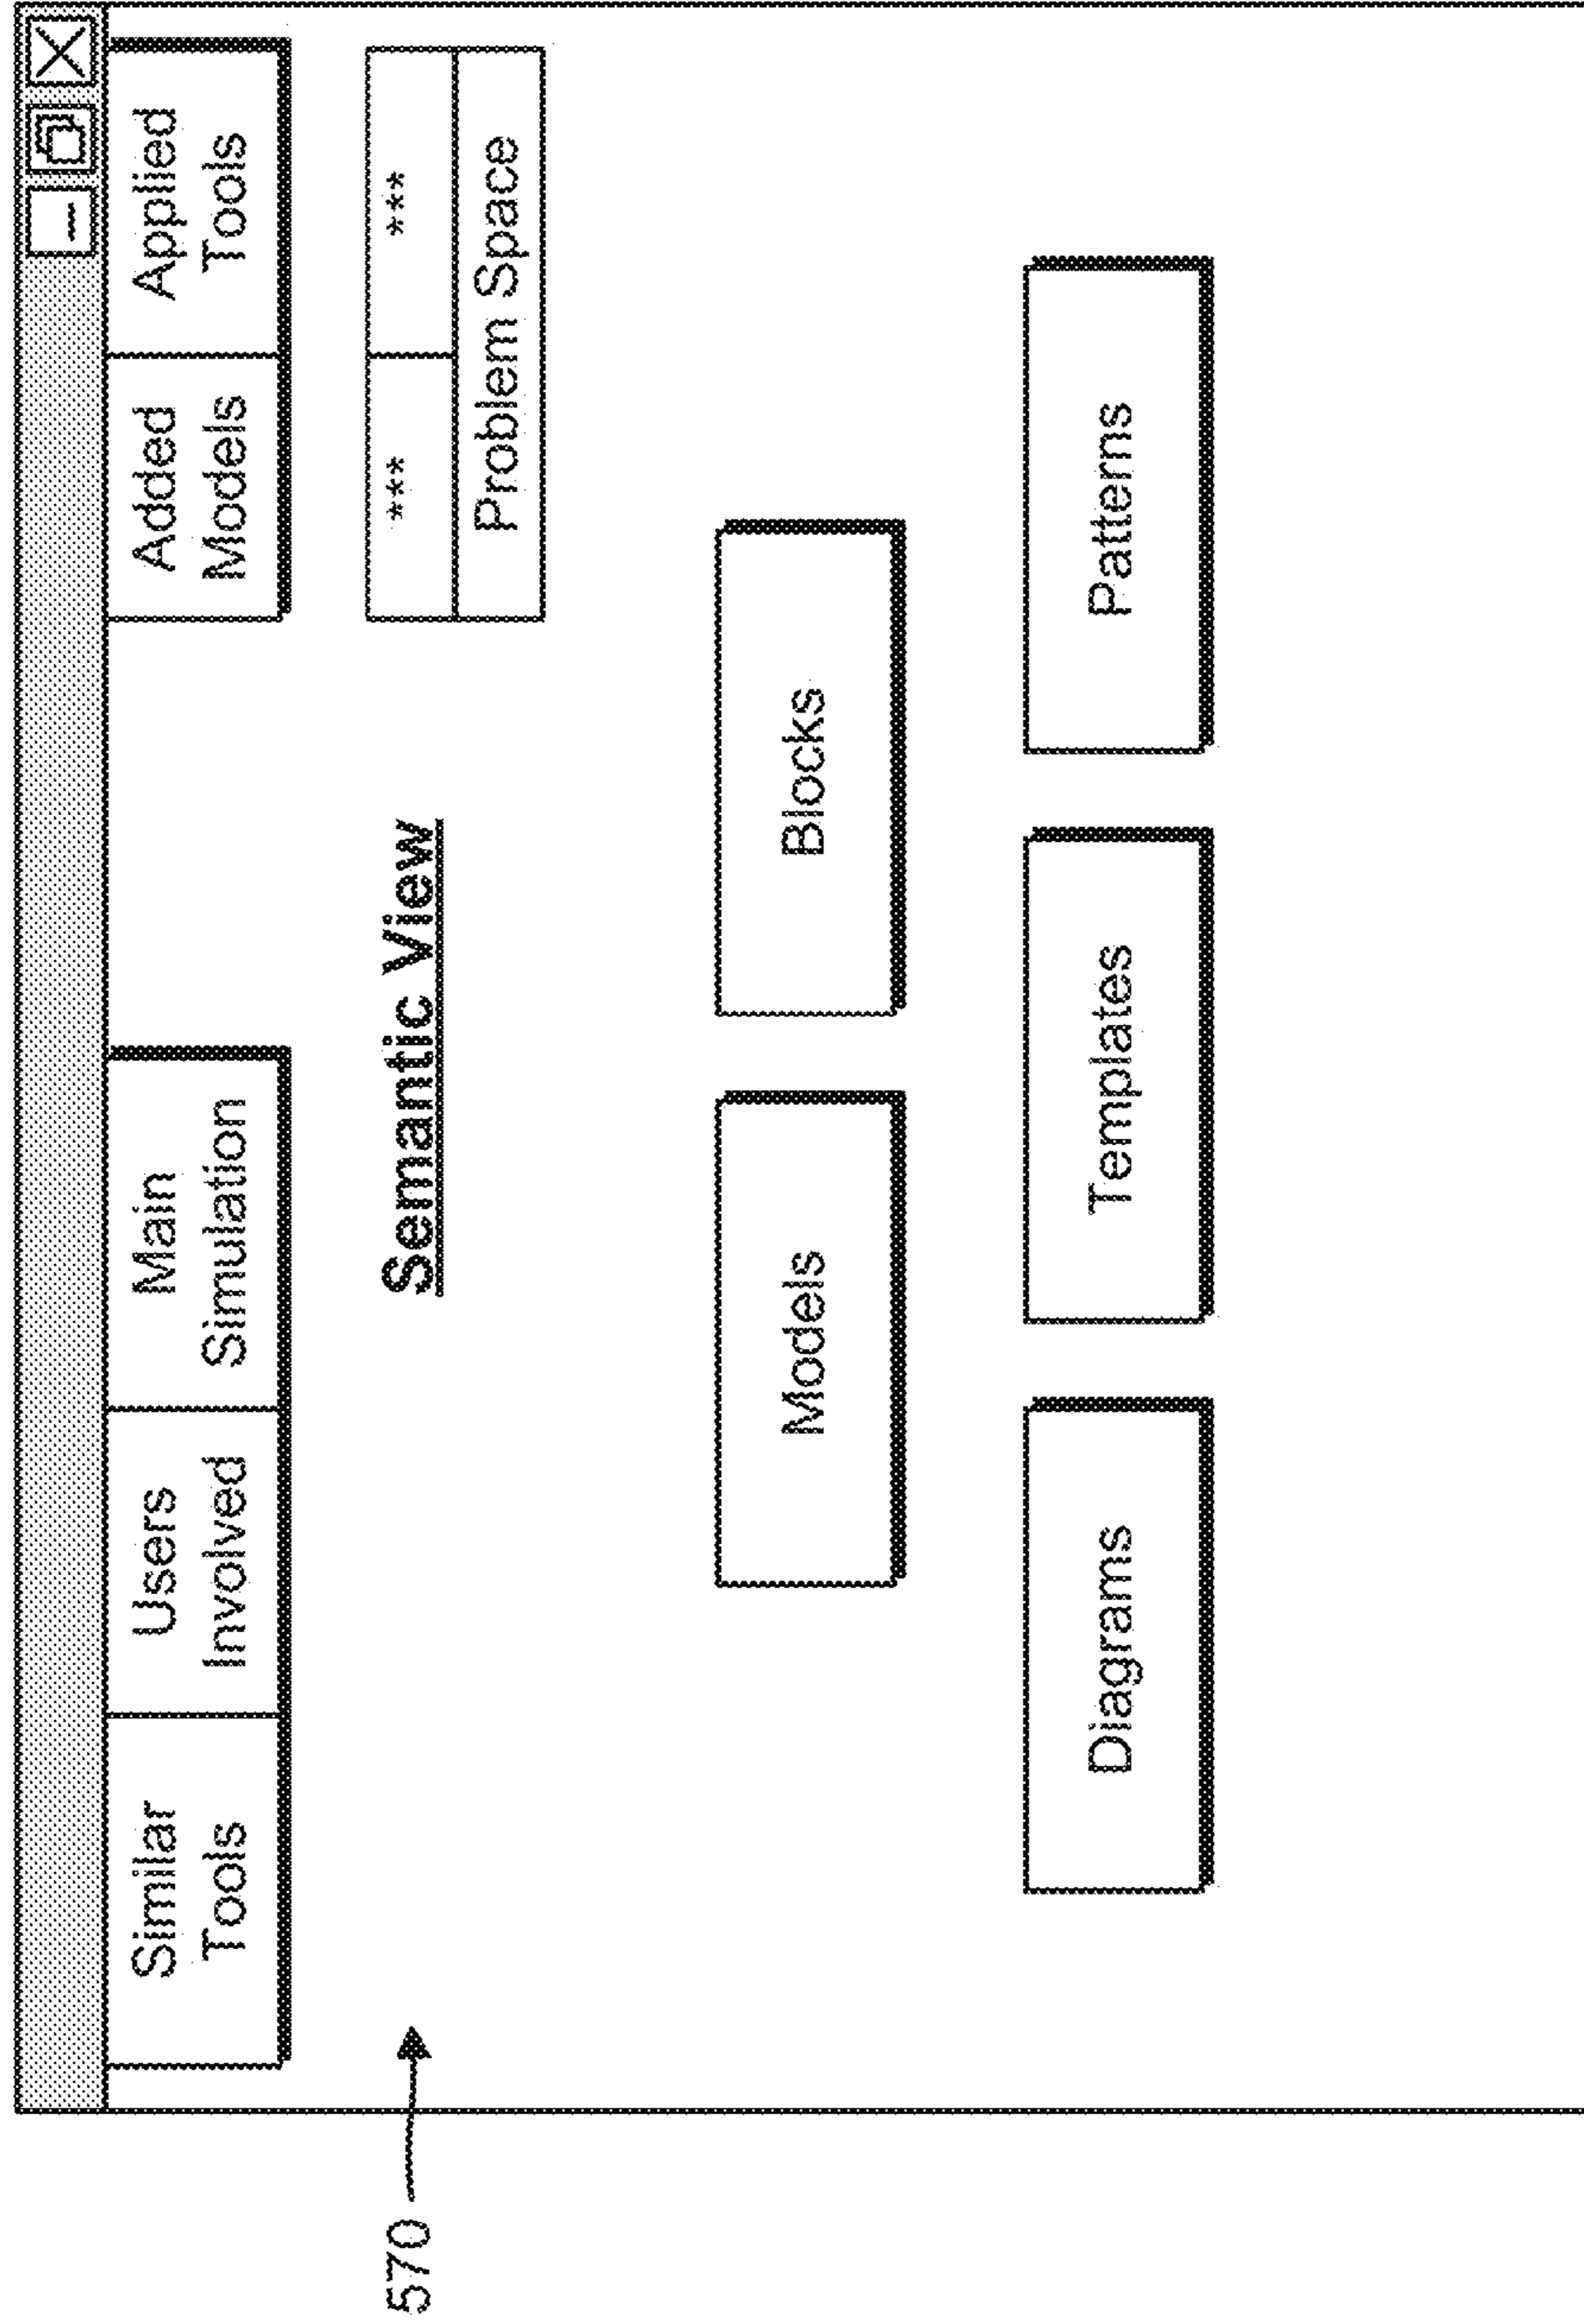 Similar
Tools
Users
Involved
Main
Simulation
Added
Models
Applied
Tools
570
Semantic View
***
***
Problem Space
Models
Blocks
Diagrams
Templates
Patterns